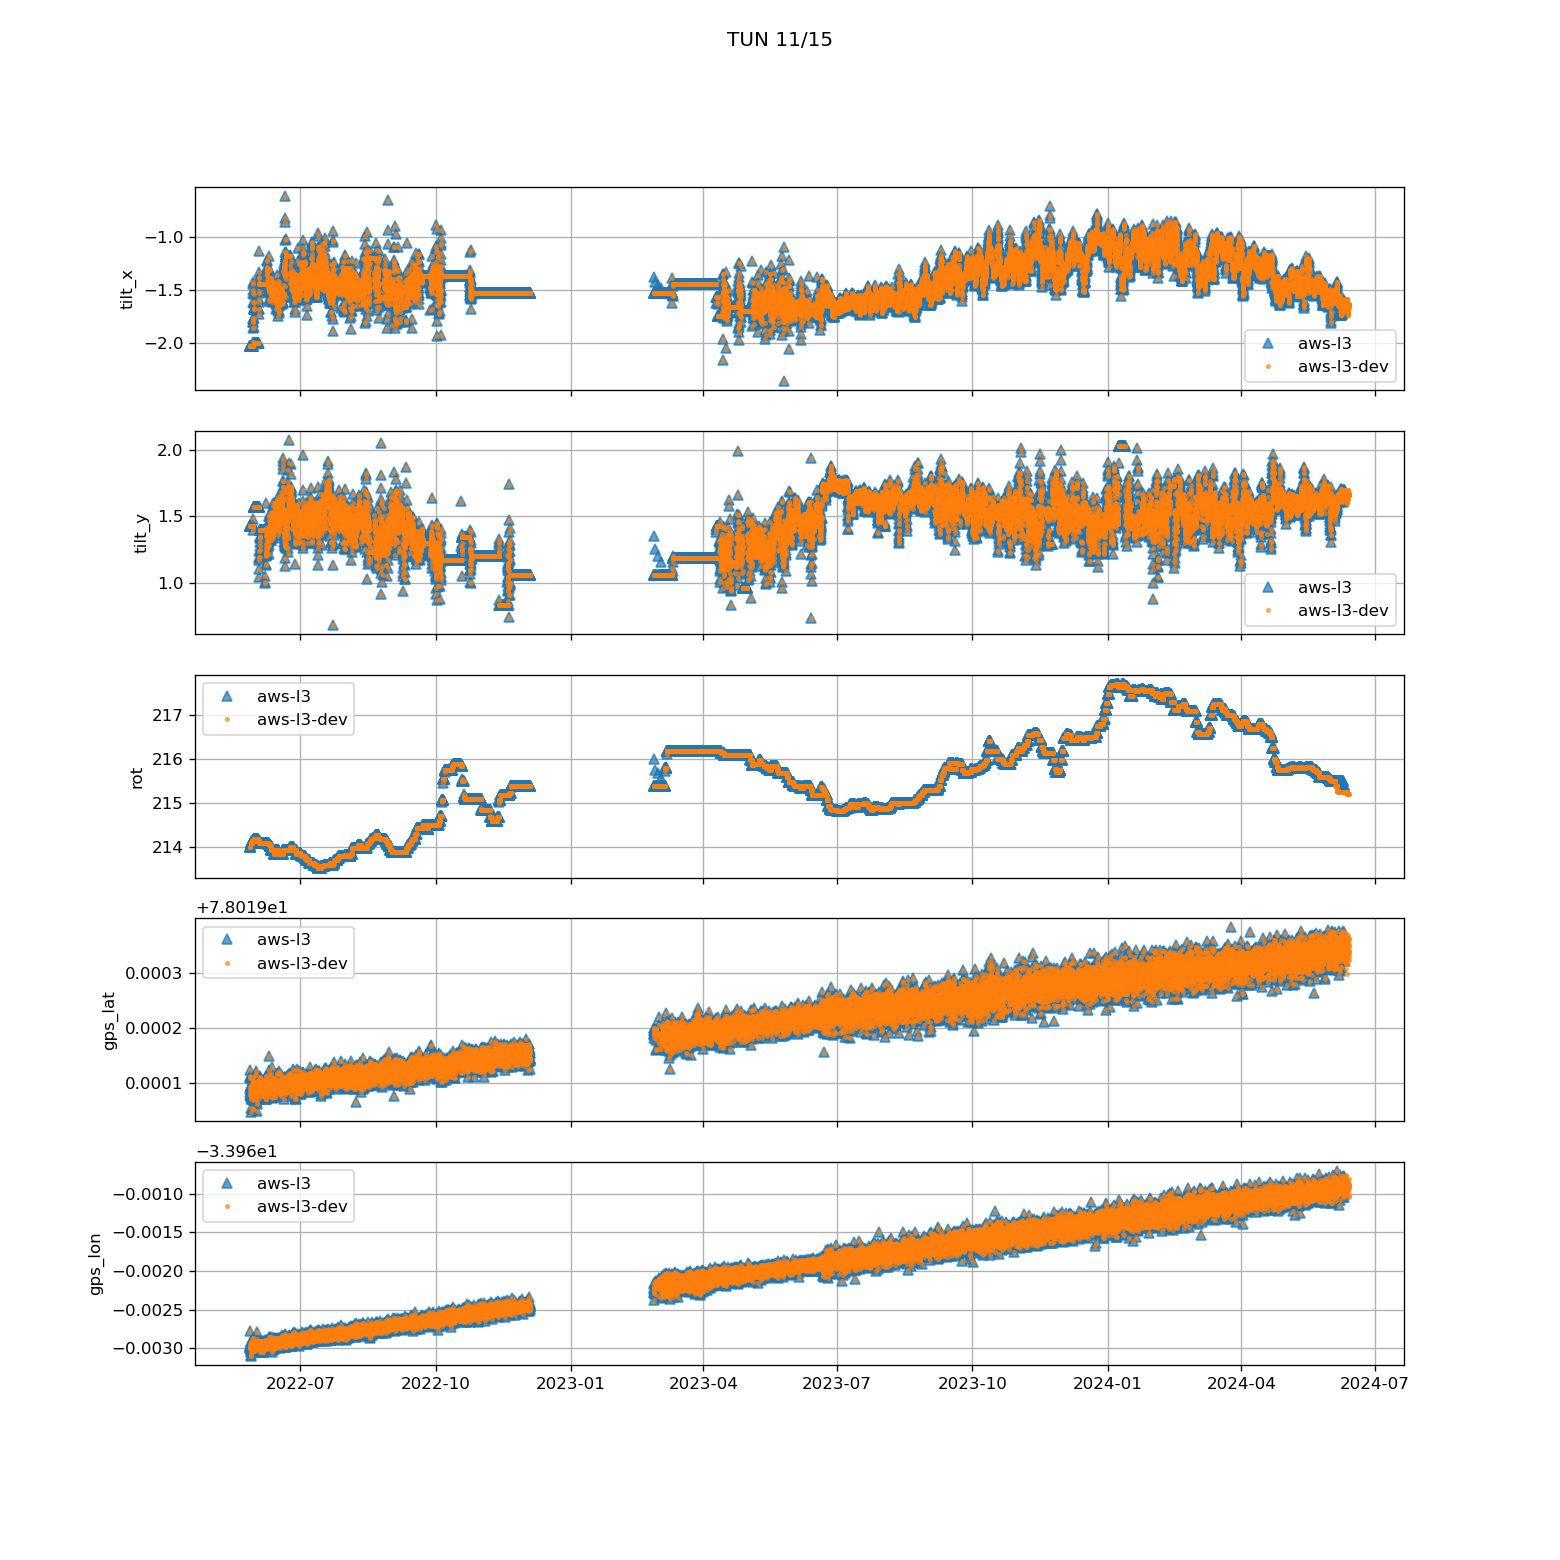 TUN 11/15
tilt_x
−1.0
−1.5
−2.0
aws-l3
aws-l3-dev
tilt_y
2.0
1.5
1.0
aws-l3
aws-l3-dev
rot
217
216
215
214
aws-l3
aws-l3-dev
+7.8019e1
gps_lat
0.0003
0.0002
0.0001
aws-l3
aws-l3-dev
−3.396e1
gps_lon
−0.0010
−0.0015
−0.0020
−0.0025
−0.0030
aws-l3
aws-l3-dev
2022-07 2022-10 2023-01 2023-04 2023-07 2023-10 2024-01 2024-04 2024-07